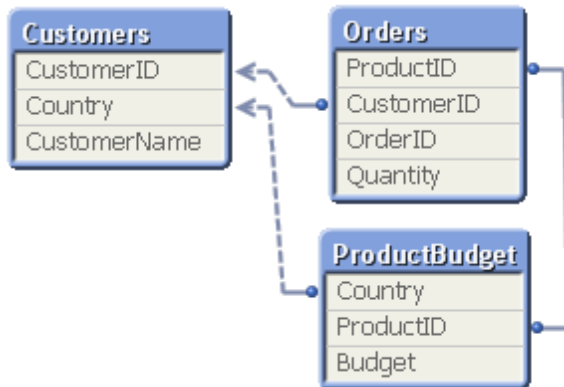 Customers
CustomerID
Country
CustomerName
Orders
ProductID
CustomerID
OrderID
Quantity
ProductBudget
Country
ProductID
Budget